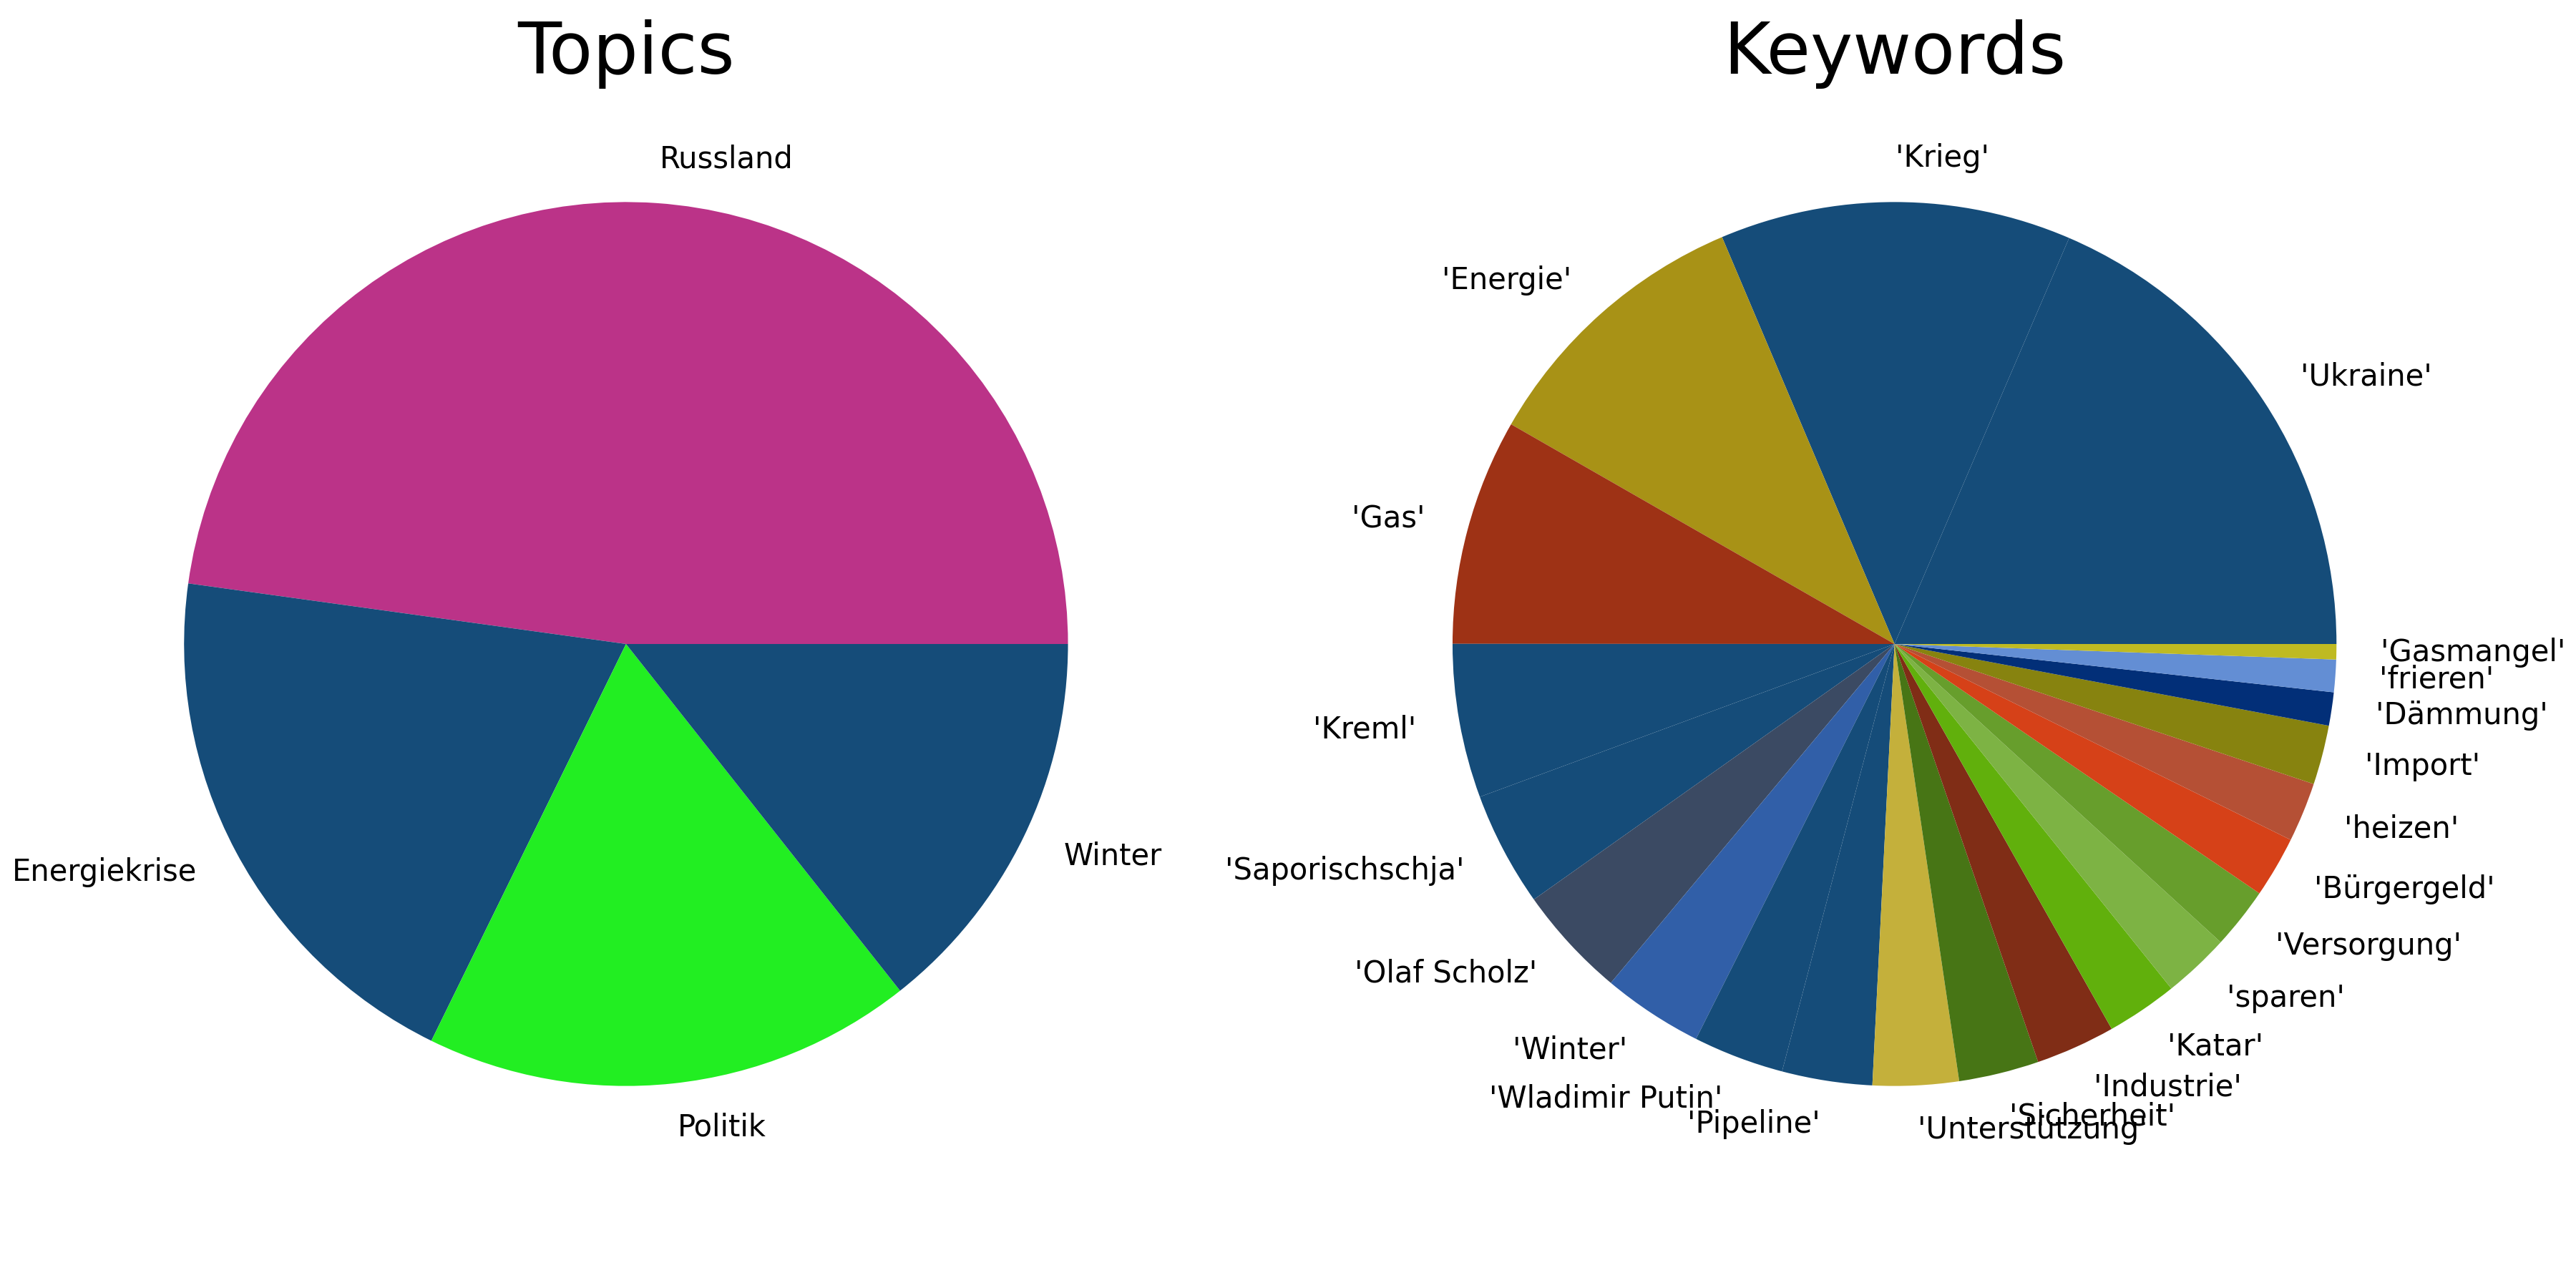 Topics
Russland
Energiekrise
Politik
Winter
Keywords
'Ukraine'
'Krieg'
'Energie'
'Gas'
'Kreml'
'Saporischschja'
'Olaf Scholz'
'Winter'
'Wladimir Putin'
'Pipeline'
'Unterstützung'
'Sicherheit'
'Industrie'
'Katar'
'sparen'
'Versorgung'
'Bürgergeld'
'heizen'
'Import'
'Dämmung'
'frieren'
'Gasmangel'